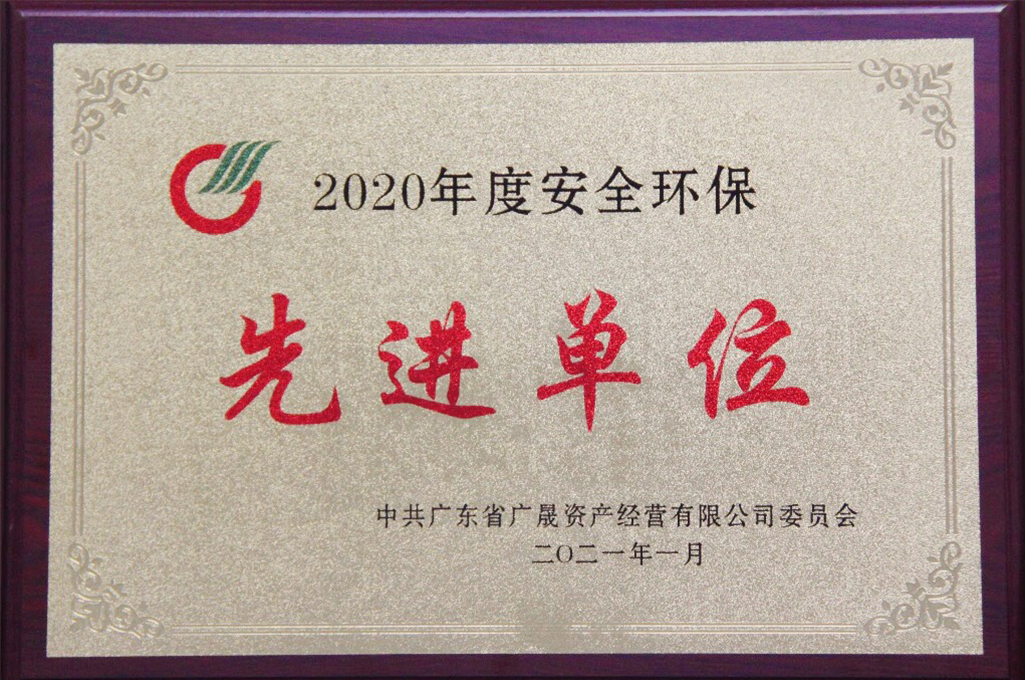 2020年度安全环保
先进单位
中共广东省广晟资产经营有限公司委员会
二〇二一年一月